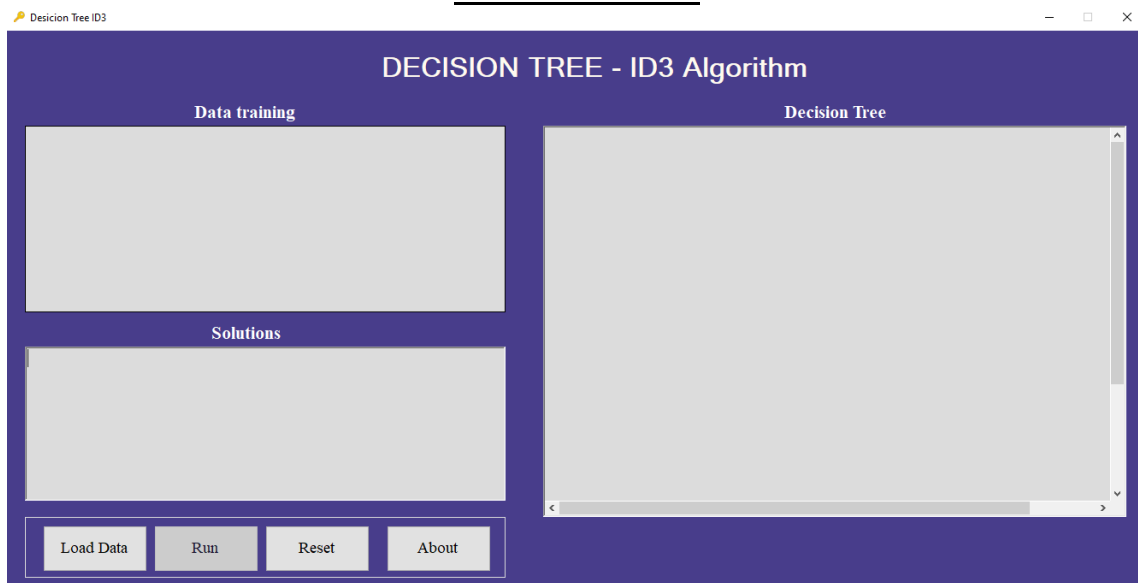 Desicion Tree ID3
DECISION TREE - ID3 Algorithm
Data training
Decision Tree
Solutions
Load Data
Run
Reset
About